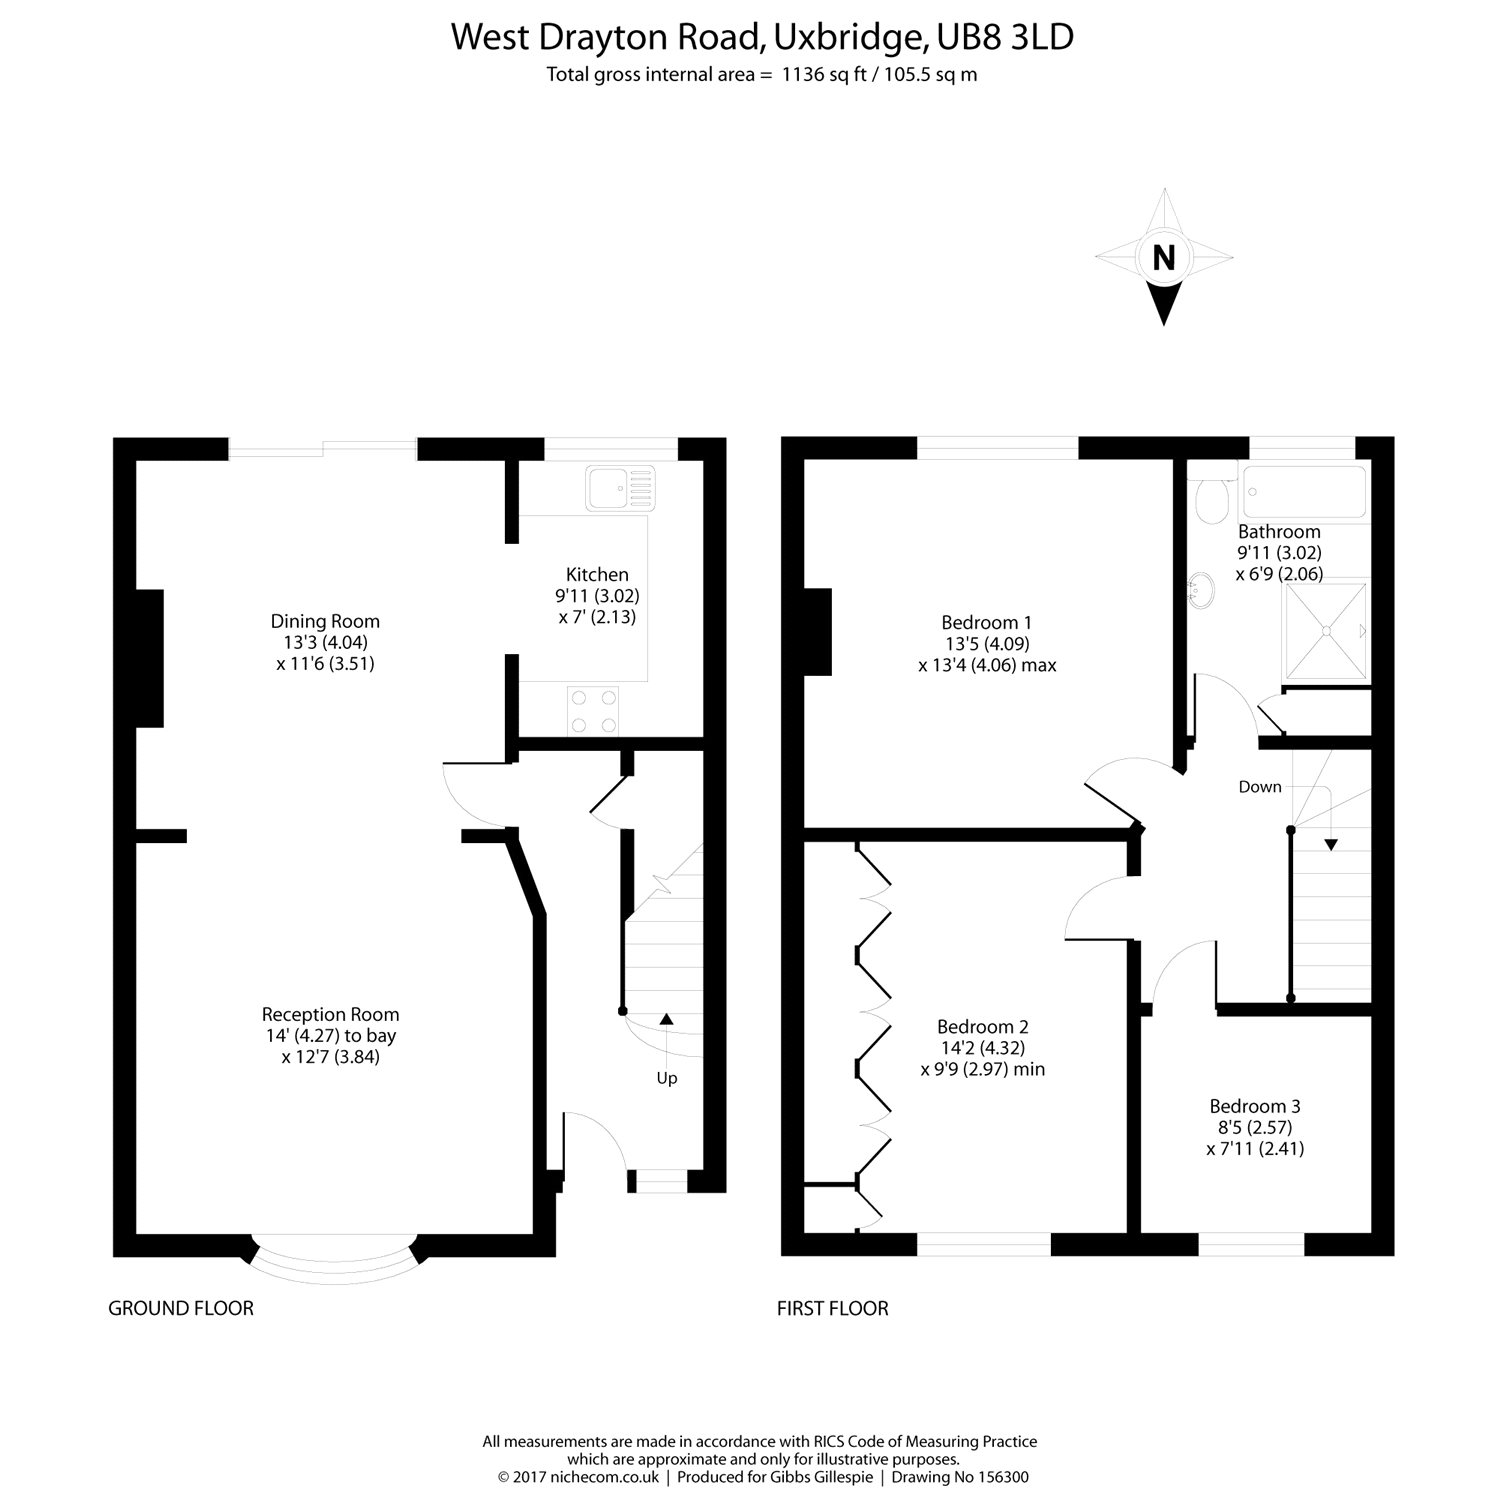 West Drayton Road, Uxbridge, UB8 3LD
Total gross internal area = 1136 sq ft / 105.5 sq m
N
Dining Room
13'3 (4.04)
x 11'6 (3.51)
Kitchen
9'11 (3.02)
x 7' (2.13)
Reception Room
14' (4.27) to bay
x 12'7 (3.84)
Up
GROUND FLOOR
Bedroom 1
13'5 (4.09)
x 13'4 (4.06) max
Bathroom
9'11 (3.02)
x 6'9 (2.06)
Down
Bedroom 2
14'2 (4.32)
x 9'9 (2.97) min
Bedroom 3
8'5 (2.57)
x 7'11 (2.41)
FIRST FLOOR
All measurements are made in accordance with RICS Code of Measuring Practice
which are approximate and only for illustrative purposes.
© 2017 nichecom.co.uk | Produced for Gibbs Gillespie | Drawing No 156300